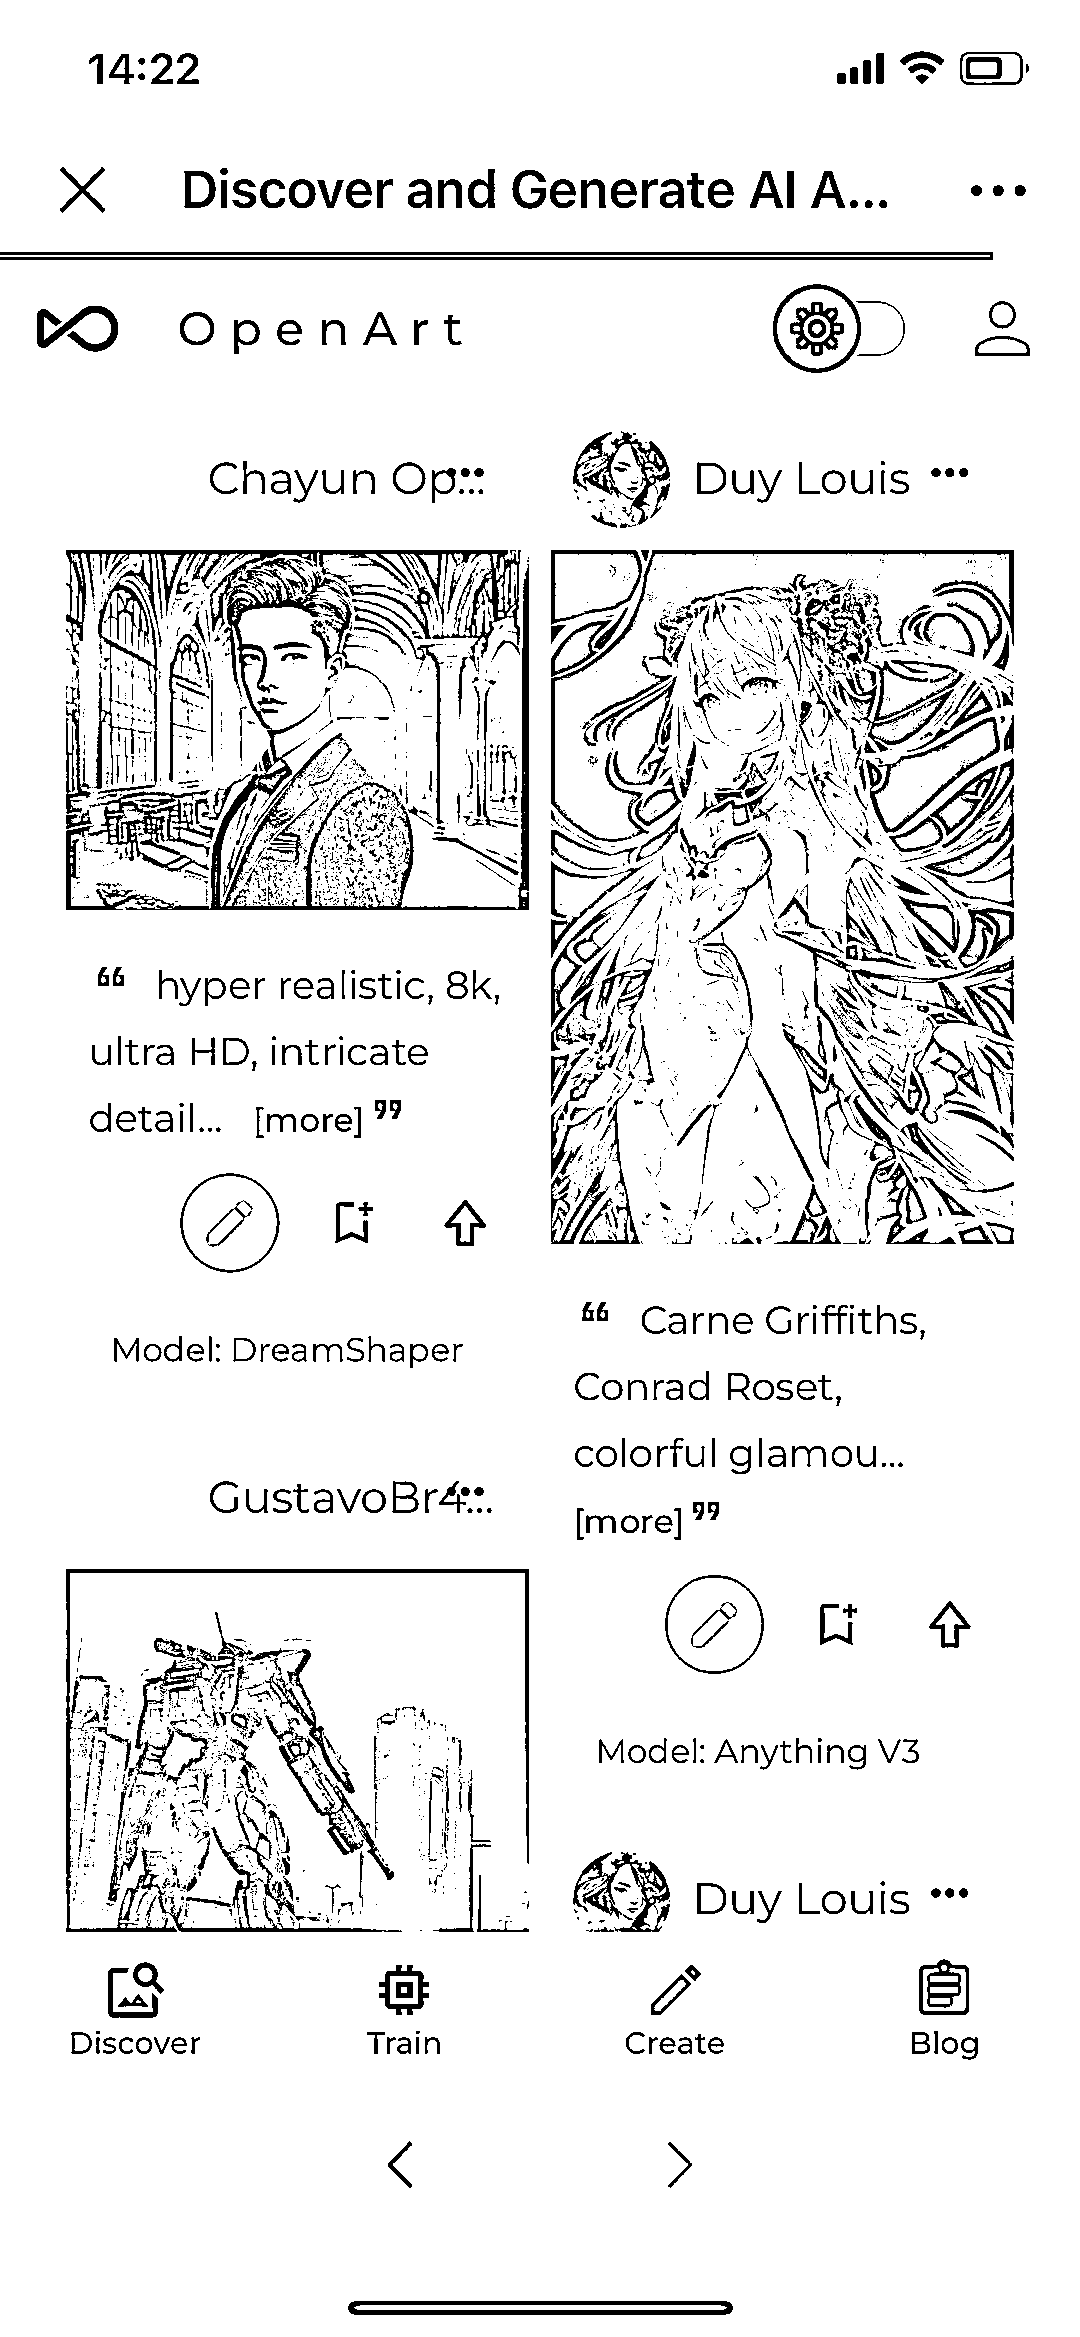 14:22
Discover and Generate AI A...
OpenArt
Chayun Op...
“ hyper realistic, 8k,
ultra HD, intricate
detail... [more] ”
Model: DreamShaper
GustavoBr4...
Duy Louis
“ Carne Griffiths,
Conrad Roset,
colorful glamou...
[more] ”
Model: Anything V3
Duy Louis
Discover
Train
Create
Blog